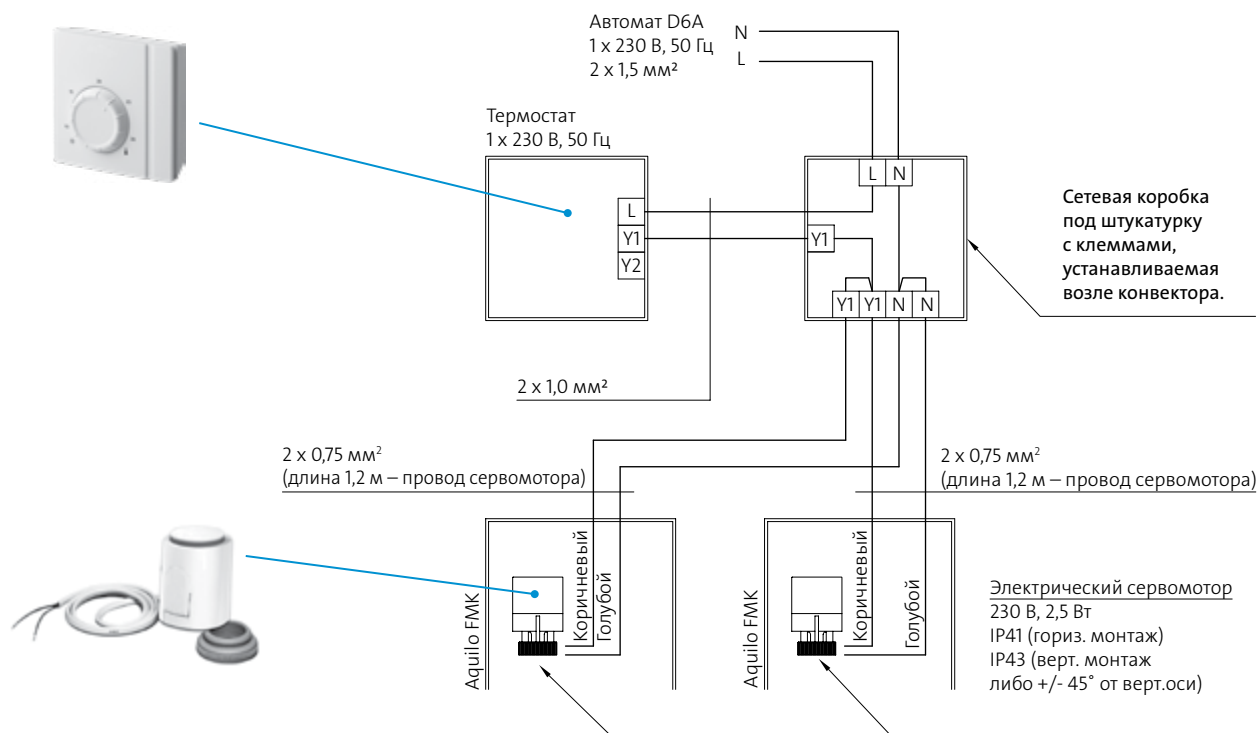 Автомат D6A
1 x 230 В, 50 Гц
2 x 1,5 мм²
N
L
Термостат
1 x 230 В, 50 Гц
L
Y1
Y2
L N
Y1
Y1 Y1 N N
Сетевая коробка
под штукатурку
с клеммами,
устанавливаемая
возле конвектора.
2 x 1,0 мм²
2 x 0,75 мм²
(длина 1,2 м – провод сервомотора)
2 x 0,75 мм²
(длина 1,2 м – провод сервомотора)
Aquilo FMK
Коричневый
Голубой
Aquilo FMK
Коричневый
Голубой
Электрический сервомотор
230 В, 2,5 Вт
IP41 (гориз. монтаж)
IP43 (верт. монтаж
либо +/- 45˚ от верт.оси)